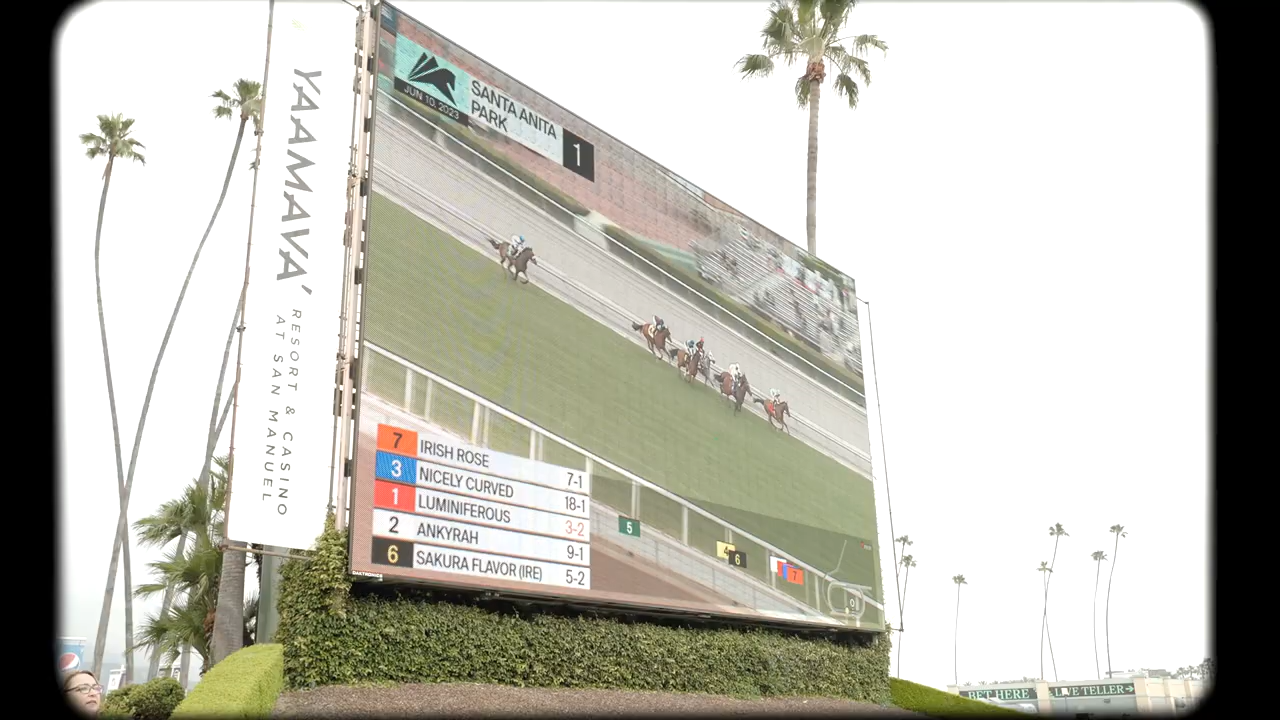 YAAMAVA'
RESORT & CASINO
AT SAN MANUEL
JUN 10, 2023
SANTA ANITA
PARK
1
7 IRISH ROSE 7-1
3 NICELY CURVED 18-1
1 LUMINIFEROUS 3-2
2 ANKYRAH 9-1
6 SAKURA FLAVOR (IRE) 5-2
5
4
6
7
DAKTRONICS
BET HERE
LIVE TELLER